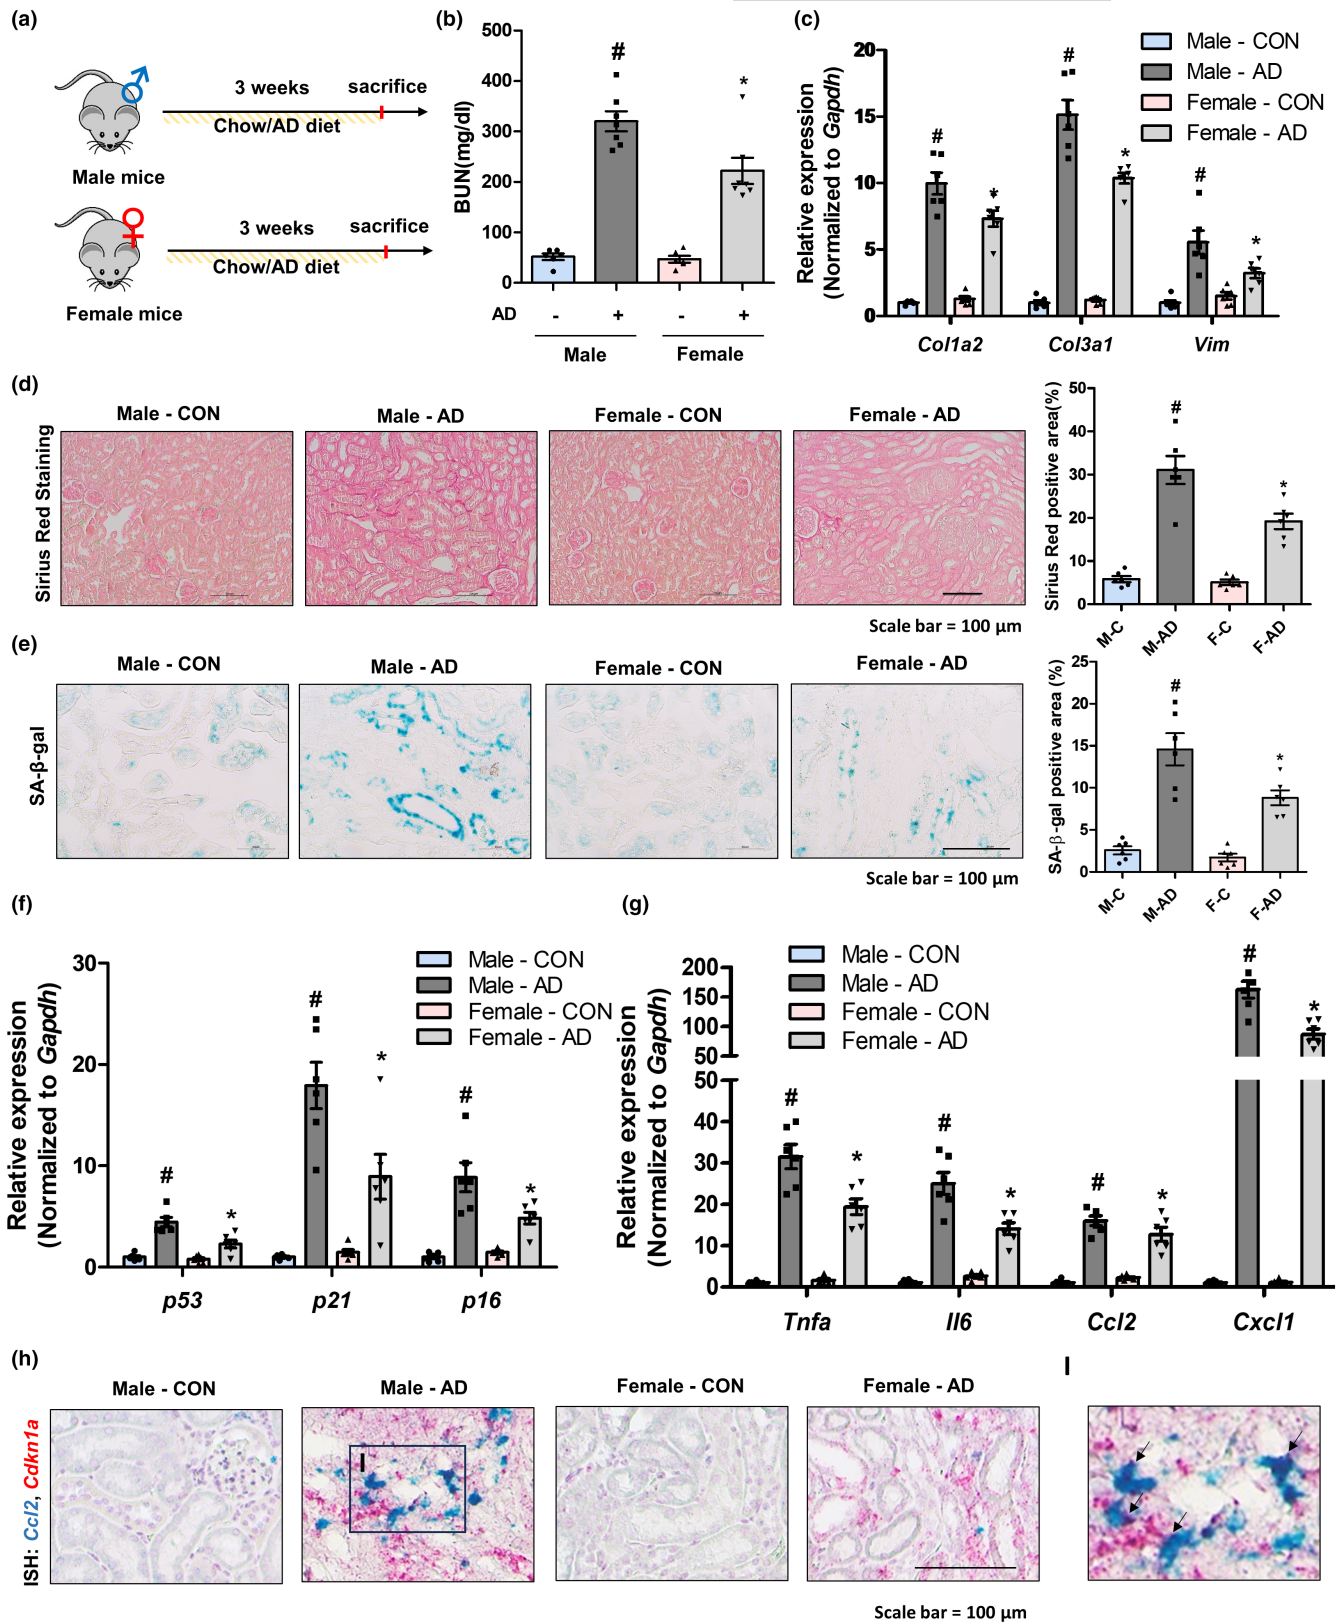 (a)
3 weeks
sacrifice
Chow/AD diet
Male mice
3 weeks
sacrifice
Chow/AD diet
Female mice
(b)
BUN(mg/dl)
500
400
300
200
100
0
#
*
AD - + - +
Male Female
(c)
Relative expression
(Normalized to Gapdh)
20
15
10
5
0
Male - CON
Male - AD
Female - CON
Female - AD
# * # * # *
Col1a2 Col3a1 Vim
(d)
Sirius Red Staining
Male - CON Male - AD Female - CON Female - AD
Scale bar = 100 µm
Sirius Red positive area(%)
50
40
30
20
10
0
#
*
M-C M-AD F-C F-AD
(e)
SA-β-gal
Male - CON Male - AD Female - CON Female - AD
Scale bar = 100 µm
SA-β-gal positive area (%)
25
20
15
10
5
0
#
*
M-C M-AD F-C F-AD
(f)
Relative expression
(Normalized to Gapdh)
30
20
10
0
Male - CON
Male - AD
Female - CON
Female - AD
# * # * # *
p53 p21 p16
(g)
Relative expression
(Normalized to Gapdh)
200
150
100
50
50
40
30
20
10
0
Male - CON
Male - AD
Female - CON
Female - AD
# * # * # * # *
Tnfa Il6 Ccl2 Cxcl1
(h)
ISH: Ccl2, Cdkn1a
Male - CON Male - AD Female - CON Female - AD
I
I
Scale bar = 100 µm